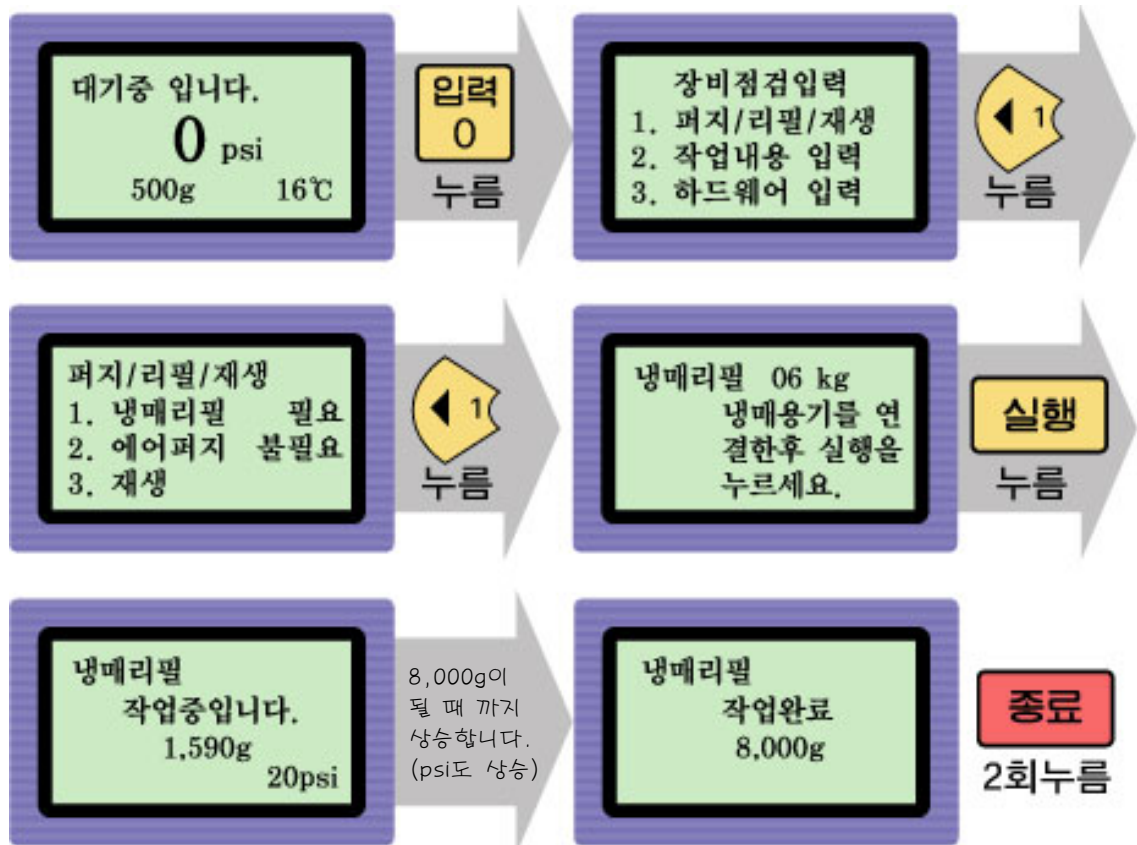 대기중 입니다.
0 psi
500g 16℃
입력
0
누름
장비점검입력
1. 퍼지/리필/재생
2. 작업내용 입력
3. 하드웨어 입력
◀ 1
누름
퍼지/리필/재생
1. 냉매리필 필요
2. 에어퍼지 불필요
3. 재생
◀ 1
누름
냉매리필 06 kg
냉매용기를 연
결한후 실행을
누르세요.
실행
누름
냉매리필
작업중입니다.
1,590g
20psi
8,000g이
될 때 까지
상승합니다.
(psi도 상승)
냉매리필
작업완료
8,000g
종료
2회누름